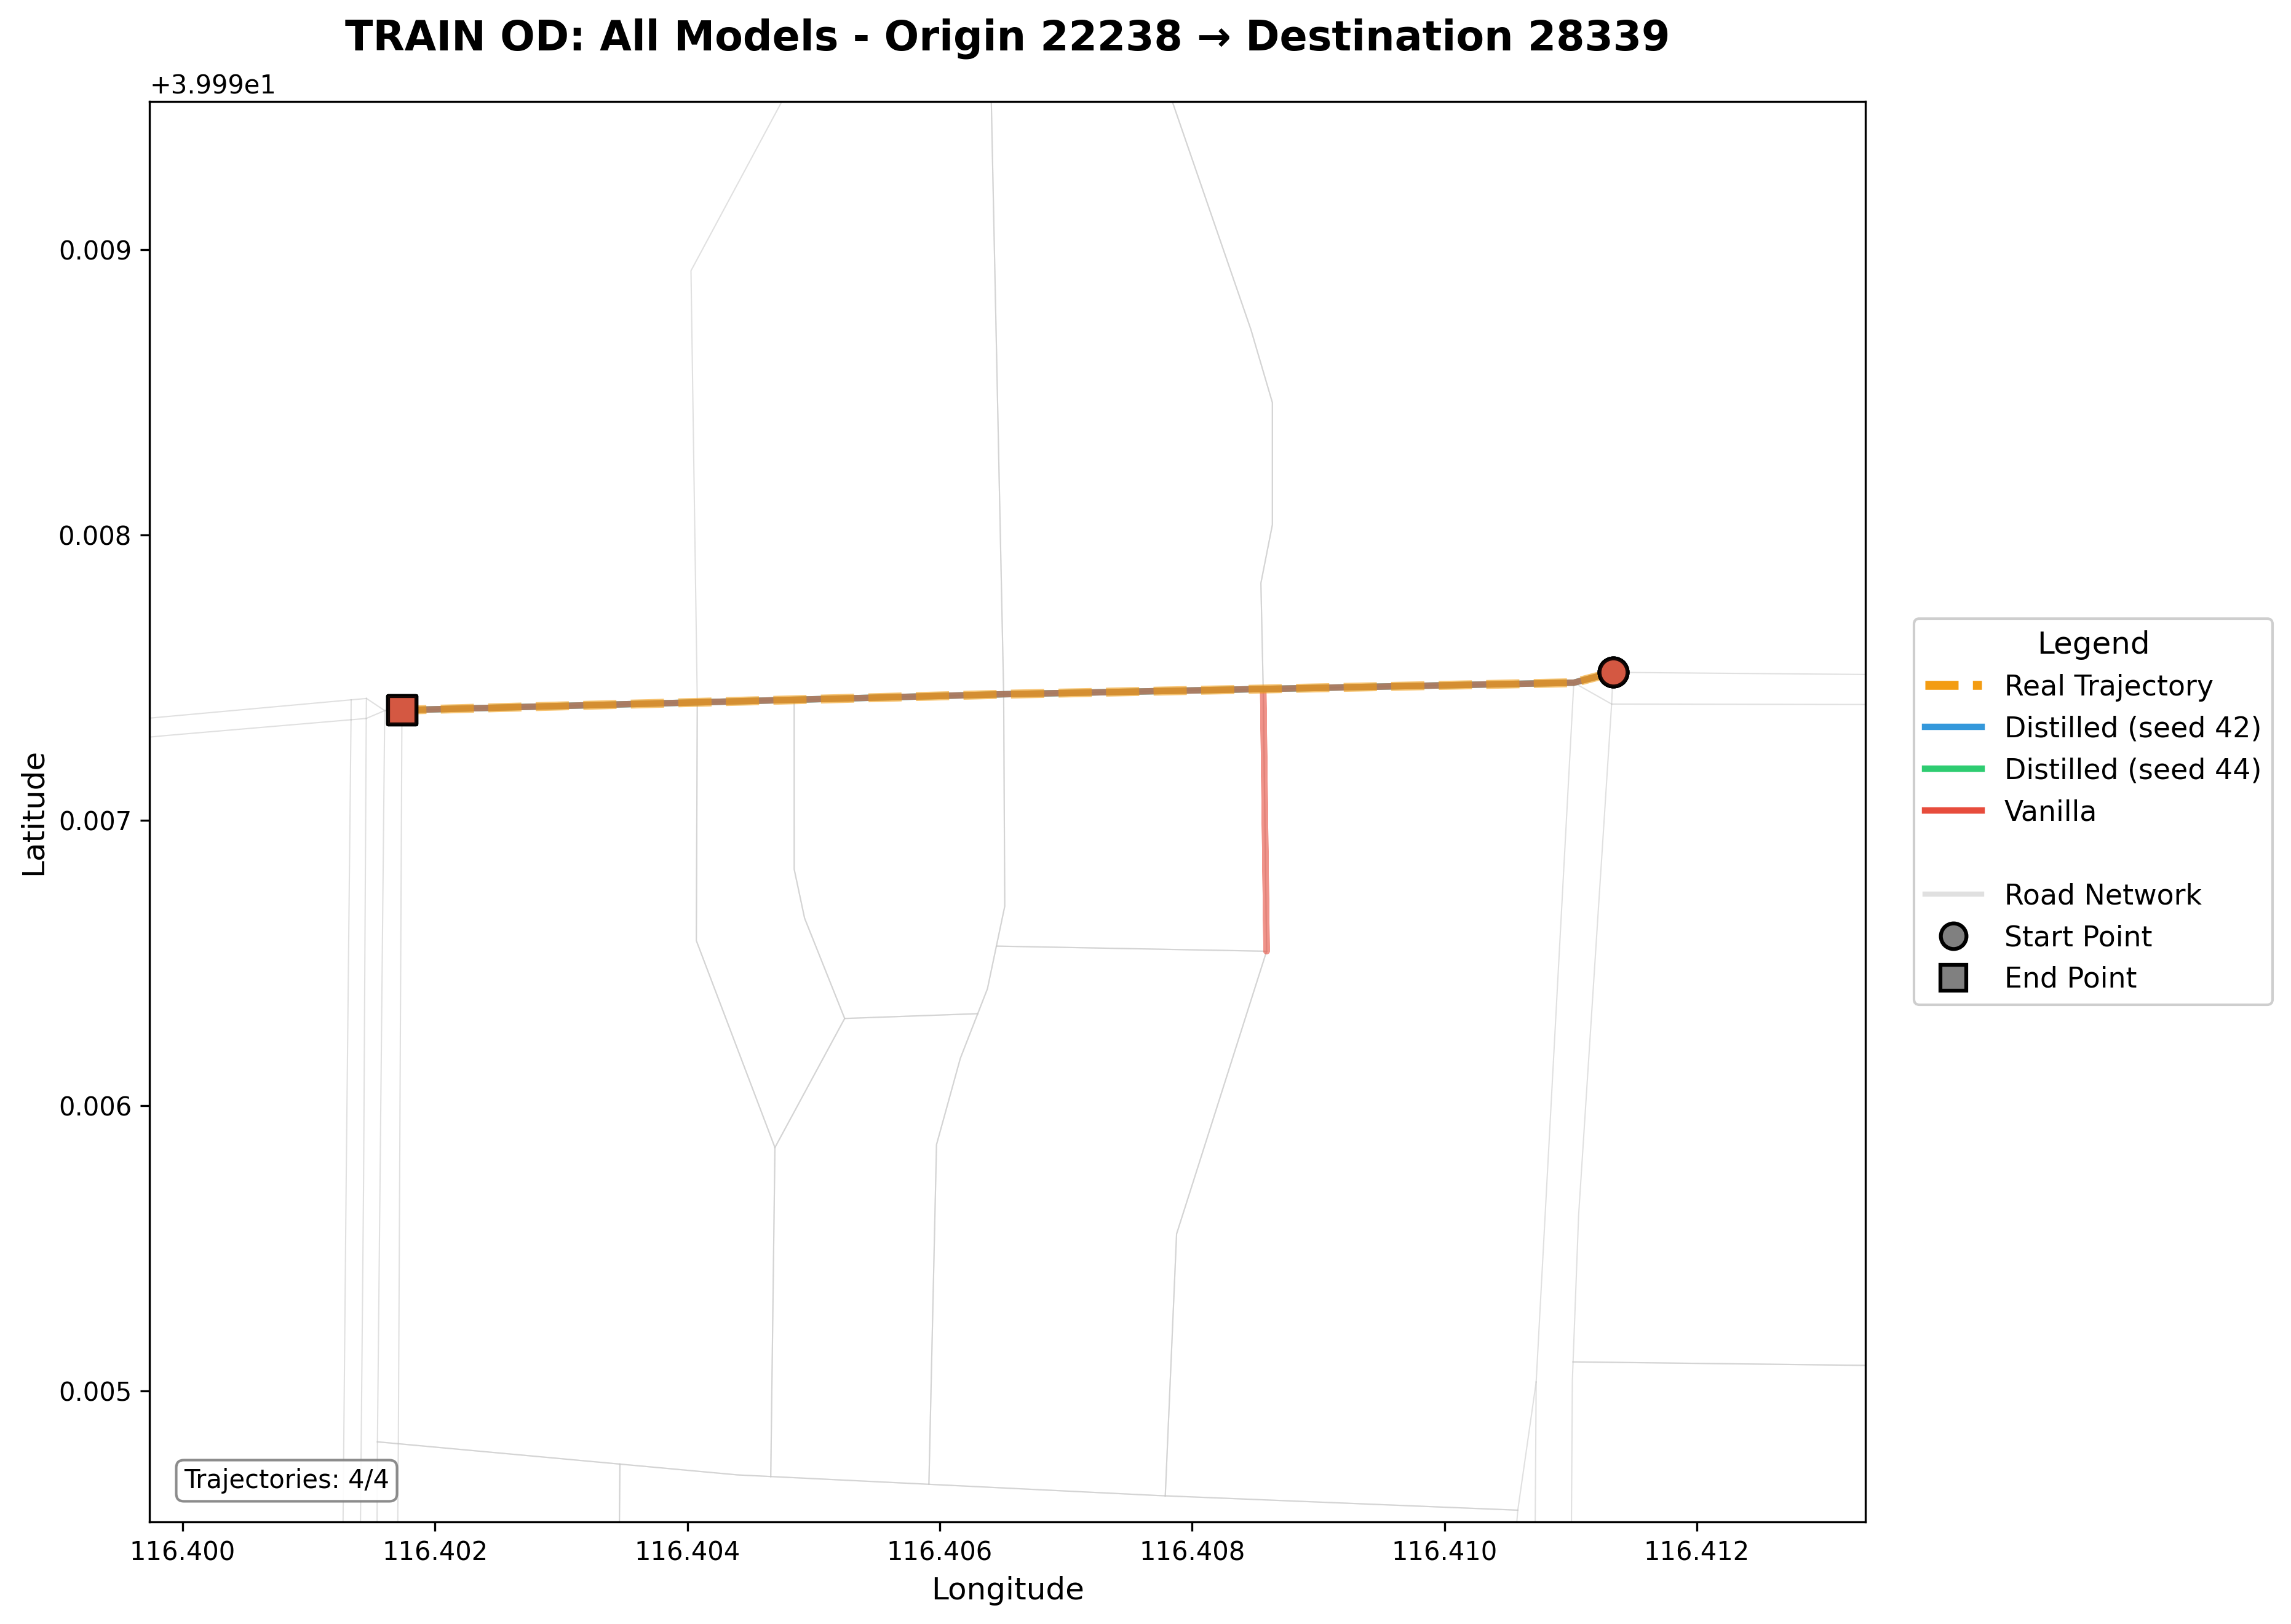 TRAIN OD: All Models - Origin 22238 → Destination 28339
+3.999e1
0.009
0.008
0.007
0.006
0.005
Latitude
116.400
116.402
116.404
116.406
116.408
116.410
116.412
Longitude
Trajectories: 4/4
Legend
Real Trajectory
Distilled (seed 42)
Distilled (seed 44)
Vanilla
Road Network
Start Point
End Point